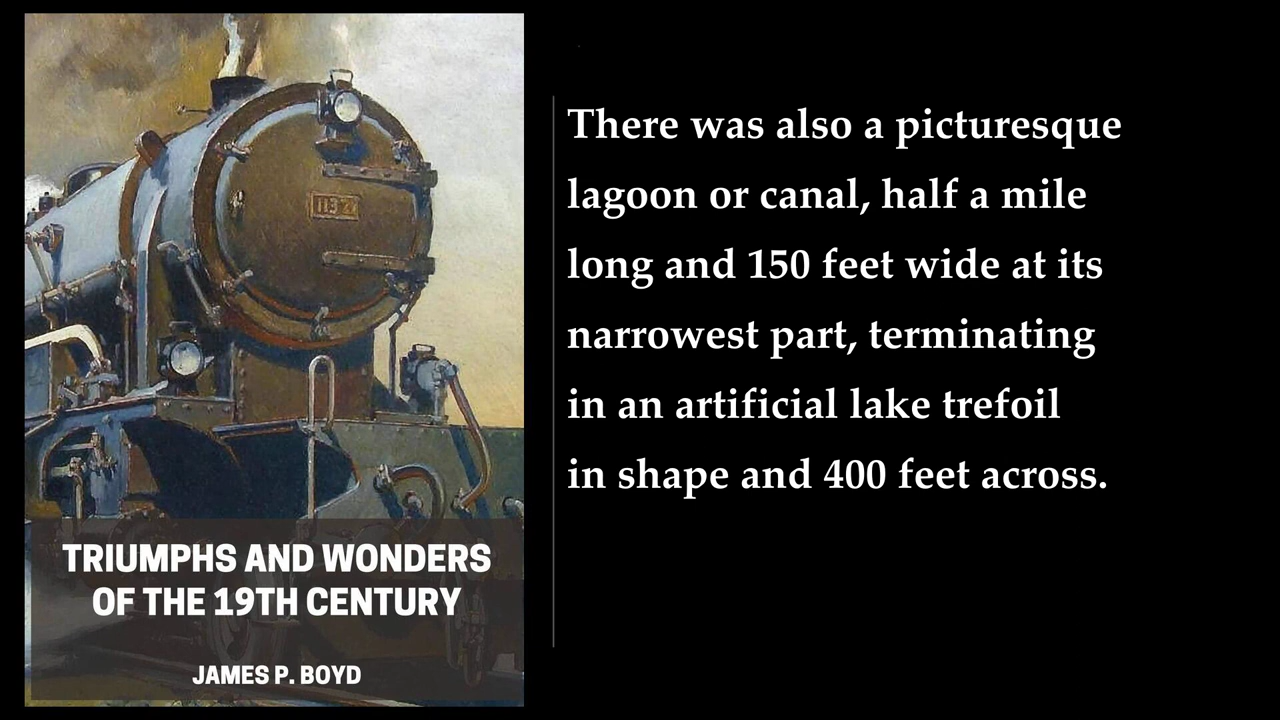 TRIUMPHS AND WONDERS
OF THE 19TH CENTURY
JAMES P. BOYD
There was also a picturesque
lagoon or canal, half a mile
long and 150 feet wide at its
narrowest part, terminating
in an artificial lake trefoil
in shape and 400 feet across.